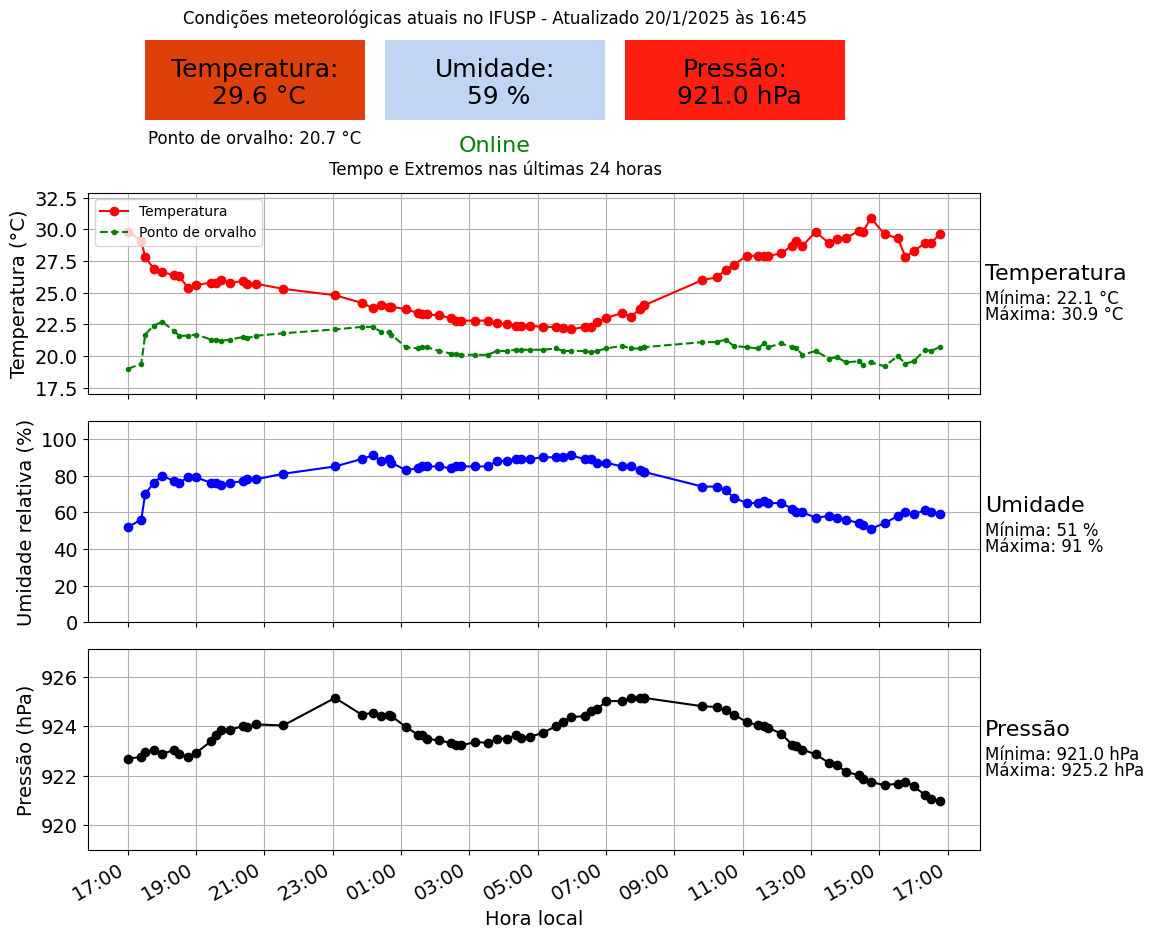 Condições meteorológicas atuais no IFUSP - Atualizado 20/1/2025 às 16:45
Temperatura:
29.6 °C
Umidade:
59 %
Pressão:
921.0 hPa
Ponto de orvalho: 20.7 °C
Online
Tempo e Extremos nas últimas 24 horas
Temperatura (°C)
32.5
30.0
27.5
25.0
22.5
20.0
17.5
Temperatura
Ponto de orvalho
Temperatura
Mínima: 22.1 °C
Máxima: 30.9 °C
Umidade relativa (%)
100
80
60
40
20
0
Umidade
Mínima: 51 %
Máxima: 91 %
Pressão (hPa)
926
924
922
920
Pressão
Mínima: 921.0 hPa
Máxima: 925.2 hPa
17:00 19:00 21:00 23:00 01:00 03:00 05:00 07:00 09:00 11:00 13:00 15:00 17:00
Hora local